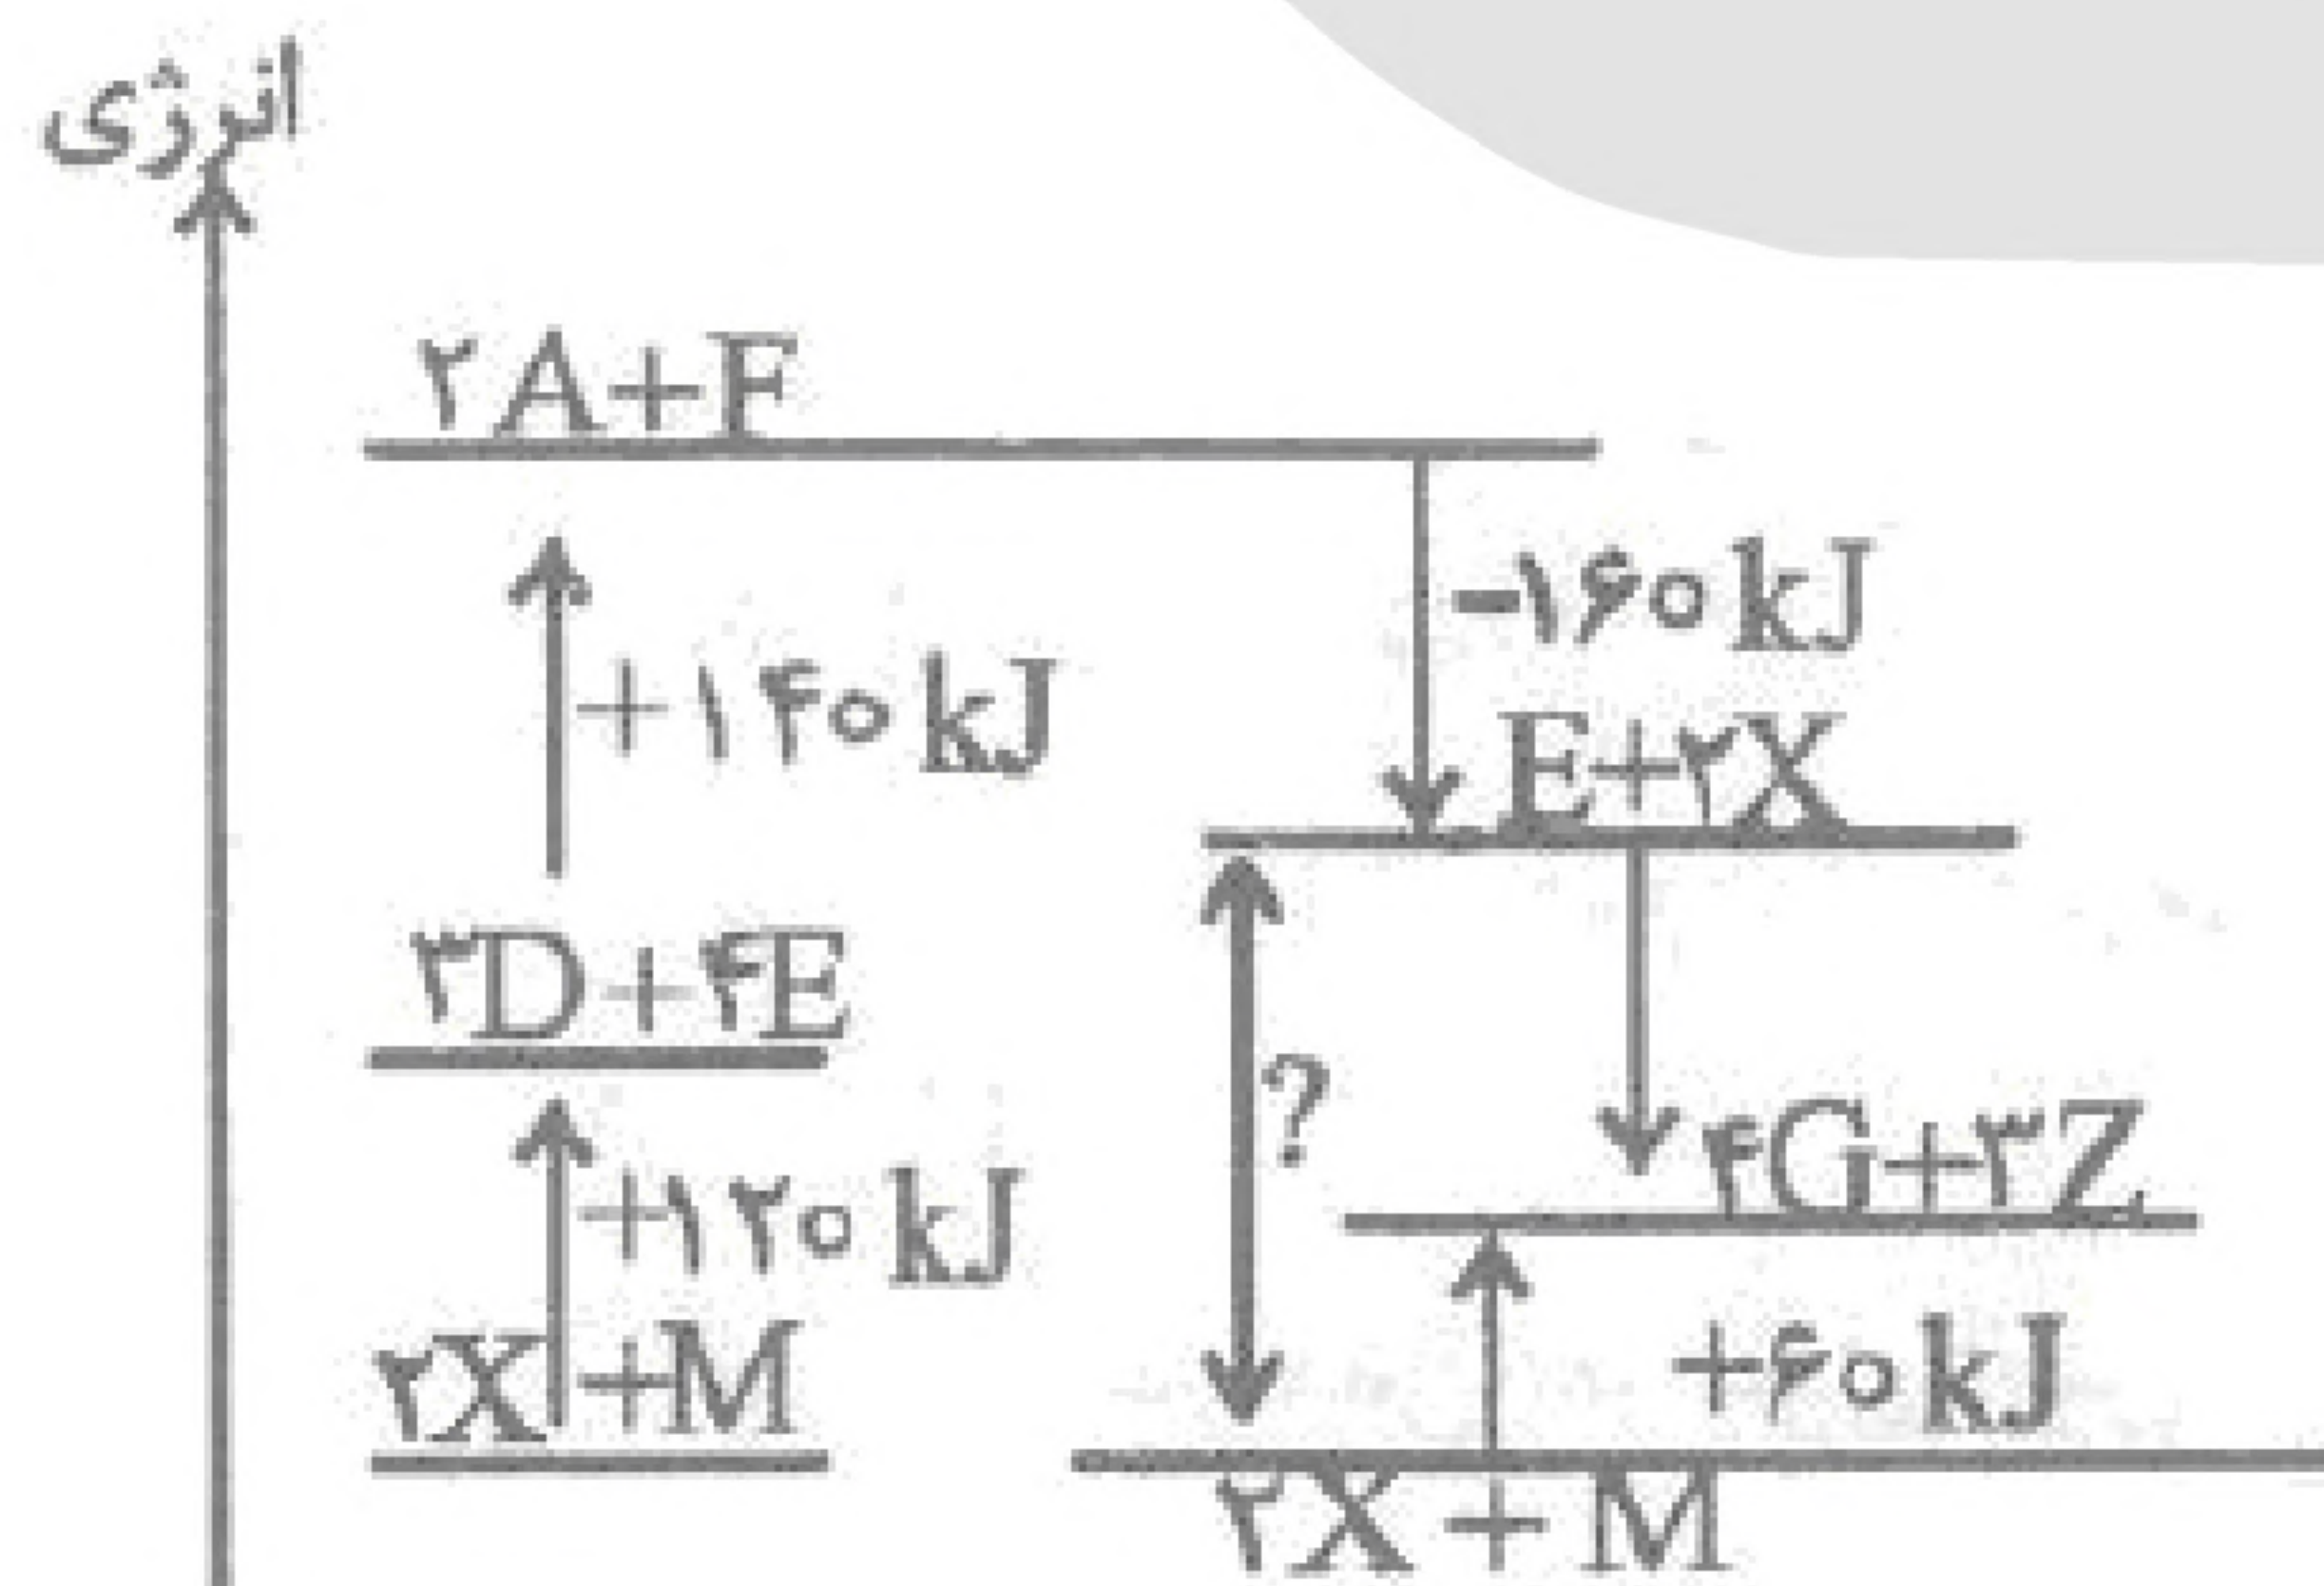 انرژی
۲A+F
-۱۶۰kJ
+۱۴۰kJ
E+۲X
۳D+۴E
?
۴G+۳Z
+۱۲۰kJ
+۶۰kJ
۲X+M
۲X+M